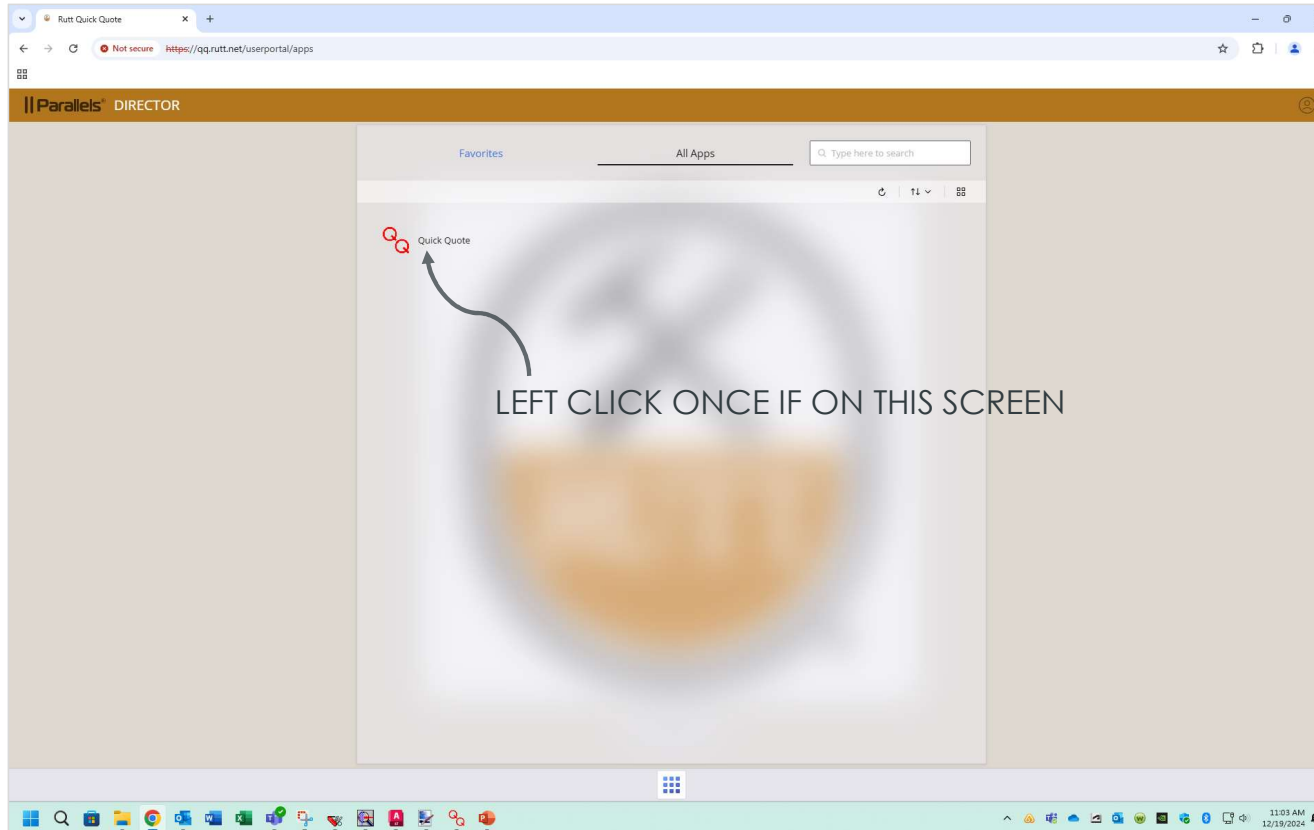 Rutt Quick Quote
Not secure https://qq.rutt.net/userportal/apps
Parallels® DIRECTOR
Favorites All Apps Type here to search
QQ Quick Quote
LEFT CLICK ONCE IF ON THIS SCREEN
11:03 AM
12/19/2024